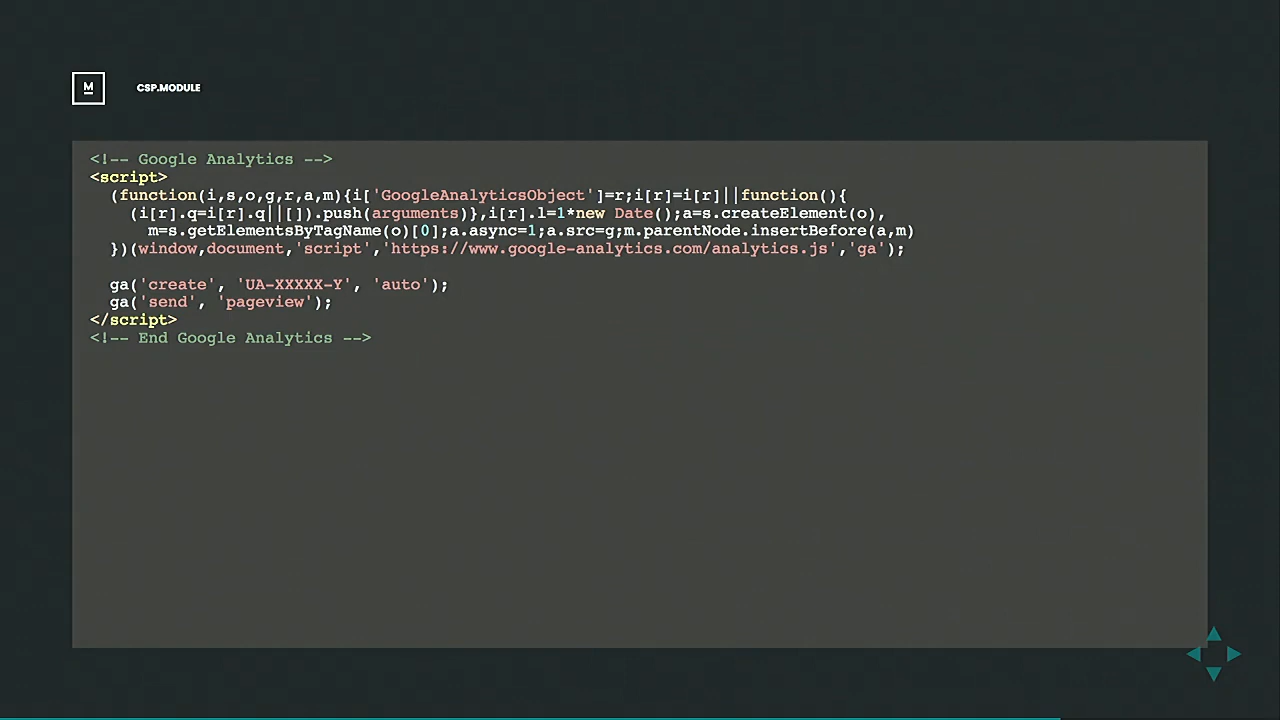 M
CSP.MODULE
<!-- Google Analytics -->
<script>
  (function(i,s,o,g,r,a,m){i['GoogleAnalyticsObject']=r;i[r]=i[r]||function(){
    (i[r].q=i[r].q||[]).push(arguments)},i[r].l=1*new Date();a=s.createElement(o),
      m=s.getElementsByTagName(o)[0];a.async=1;a.src=g;m.parentNode.insertBefore(a,m)
  })(window,document,'script','https://www.google-analytics.com/analytics.js','ga');

  ga('create', 'UA-XXXXX-Y', 'auto');
  ga('send', 'pageview');
</script>
<!-- End Google Analytics -->